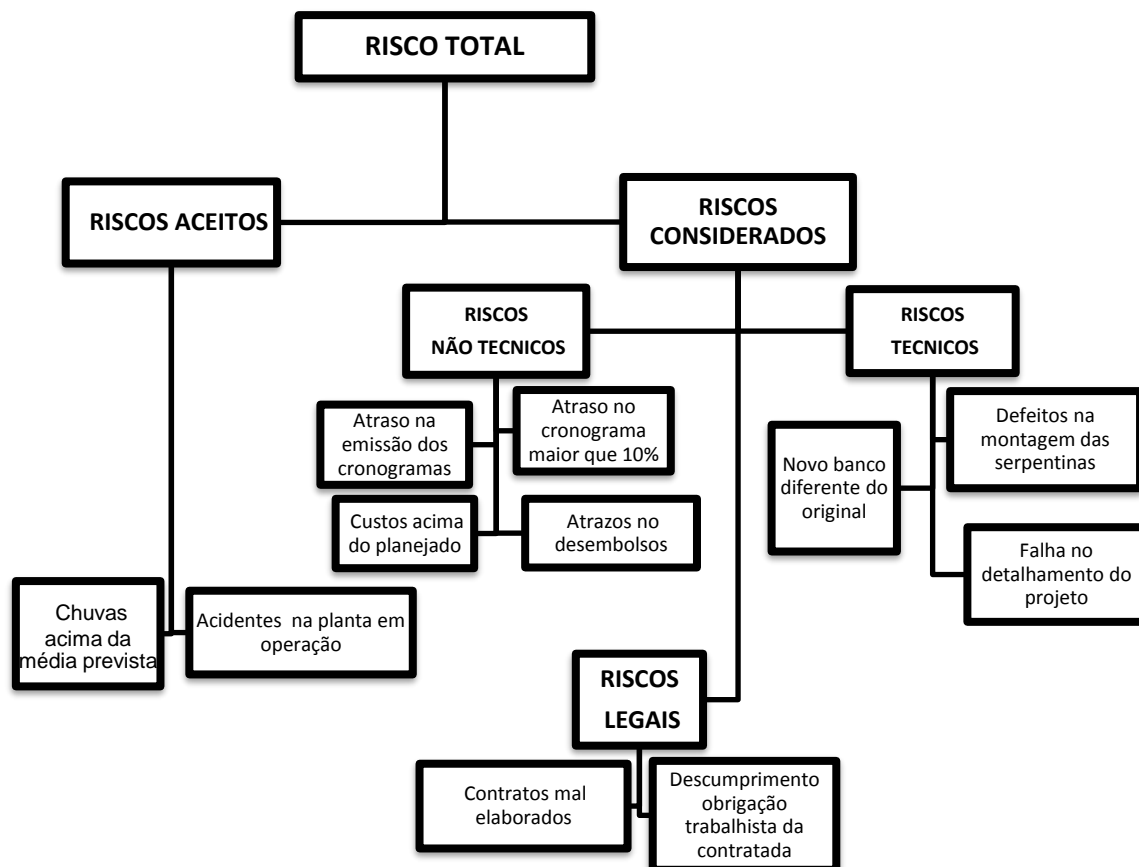 RISCO TOTAL
RISCOS ACEITOS
RISCOS
CONSIDERADOS
RISCOS
NÃO TECNICOS
RISCOS
TECNICOS
Atraso na
emissão dos
cronogramas
Atraso no
cronograma
maior que 10%
Custos acima
do planejado
Atrazos no
desembolsos
Novo banco
diferente do
original
Defeitos na
montagem das
serpentinas
Falha no
detalhamento do
projeto
Chuvas
acima da
média prevista
Acidentes na planta em
operação
RISCOS
LEGAIS
Contratos mal
elaborados
Descumprimento
obrigação
trabalhista da
contratada